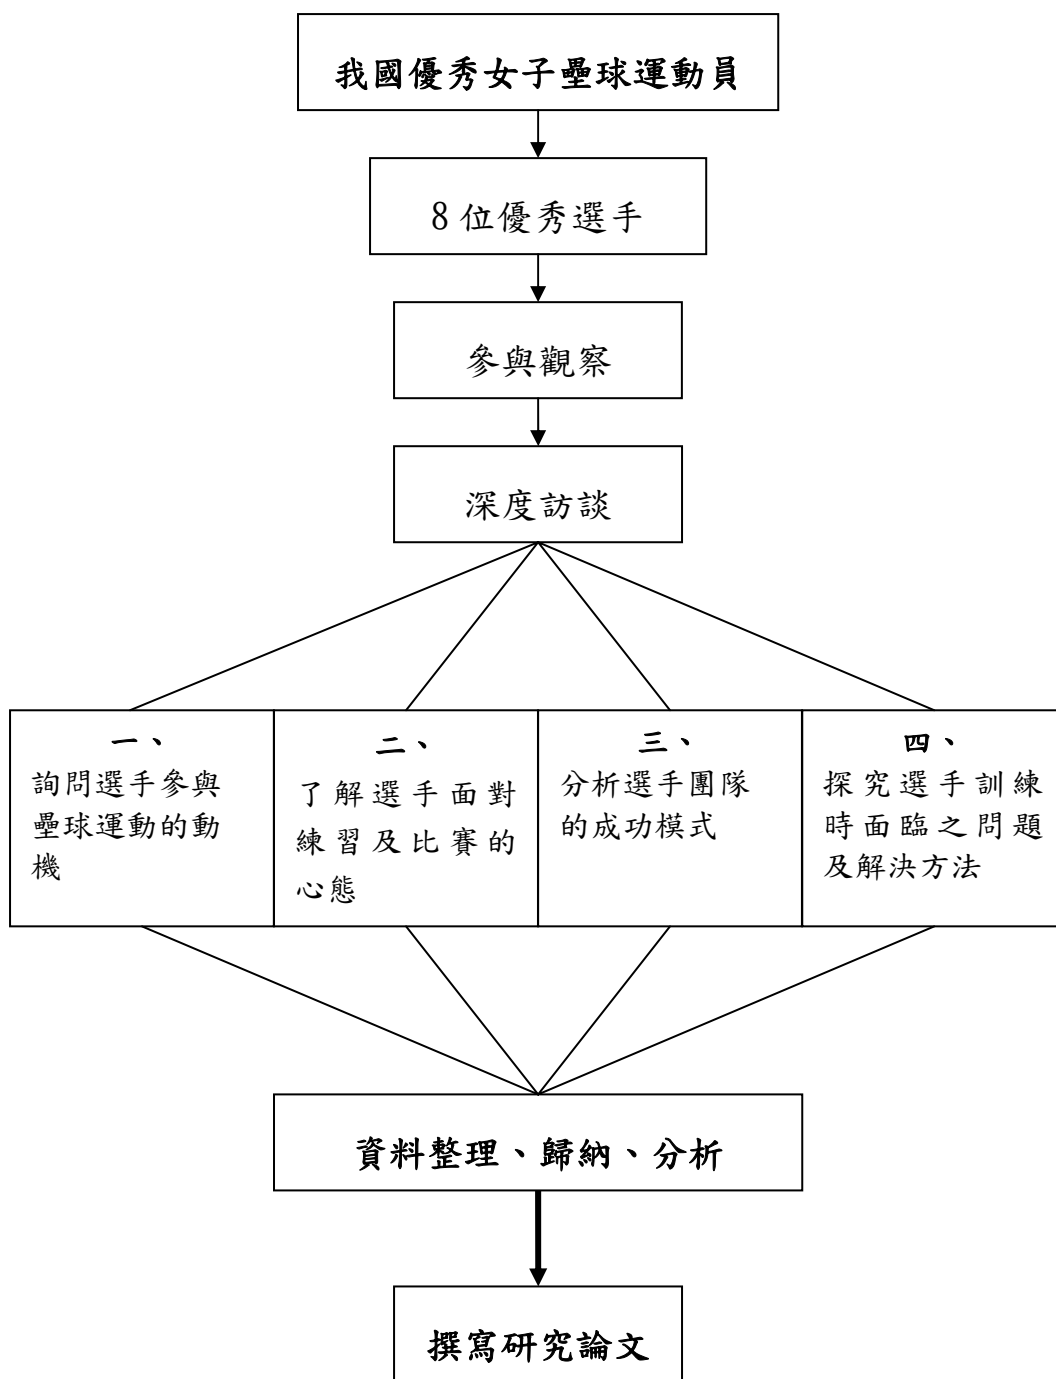 我國優秀女子壘球運動員
8 位優秀選手
參與觀察
深度訪談
一、
詢問選手參與
壘球運動的動
機
二、
了解選手面對
練習及比賽的
心態
三、
分析選手團隊
的成功模式
四、
探究選手訓練
時面臨之問題
及解決方法
資料整理、歸納、分析
撰寫研究論文